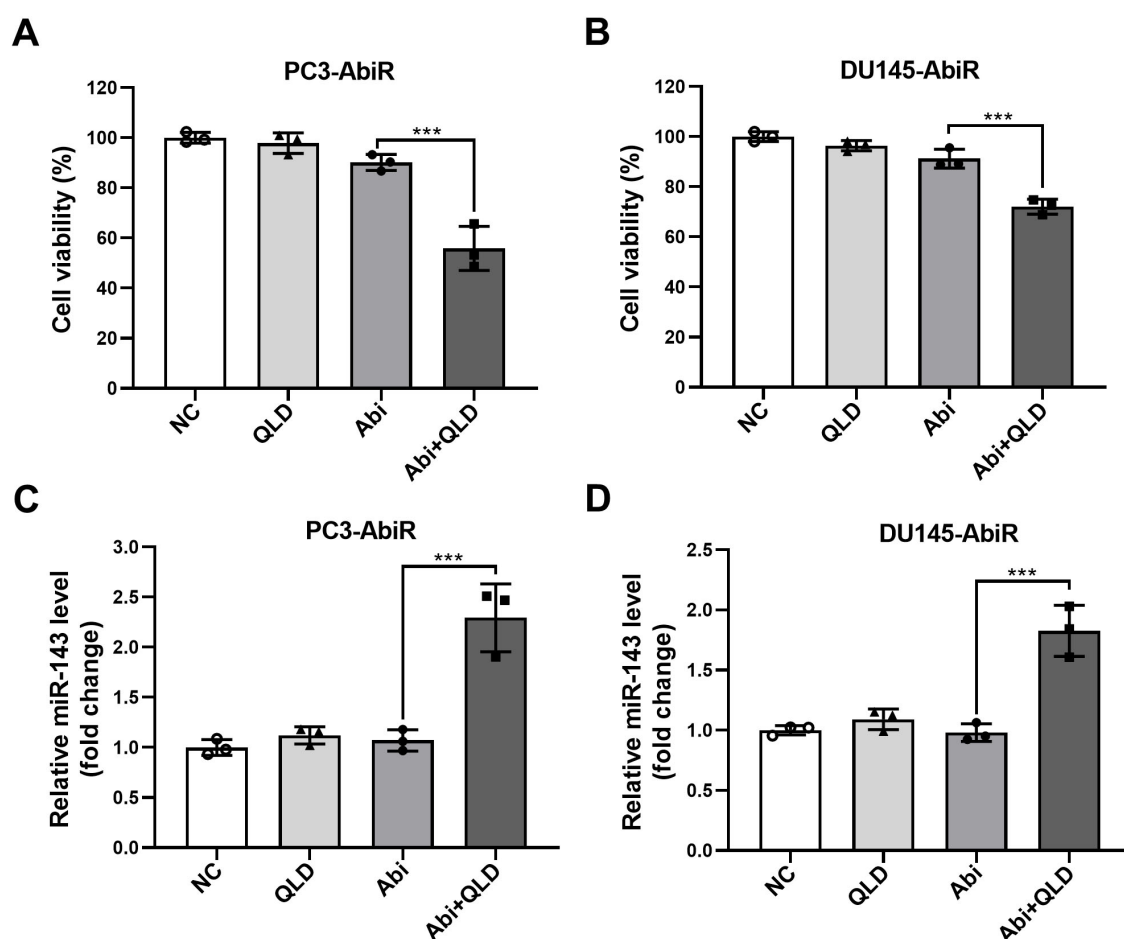 A
PC3-AbiR
Cell viability (%)
120
100
80
60
40
20
0
***
NC
QLD
Abi
Abi+QLD
B
DU145-AbiR
Cell viability (%)
120
100
80
60
40
20
0
***
NC
QLD
Abi
Abi+QLD
C
PC3-AbiR
Relative miR-143 level
(fold change)
3.0
2.5
2.0
1.5
1.0
0.5
0.0
***
NC
QLD
Abi
Abi+QLD
D
DU145-AbiR
Relative miR-143 level
(fold change)
2.5
2.0
1.5
1.0
0.5
0.0
***
NC
QLD
Abi
Abi+QLD